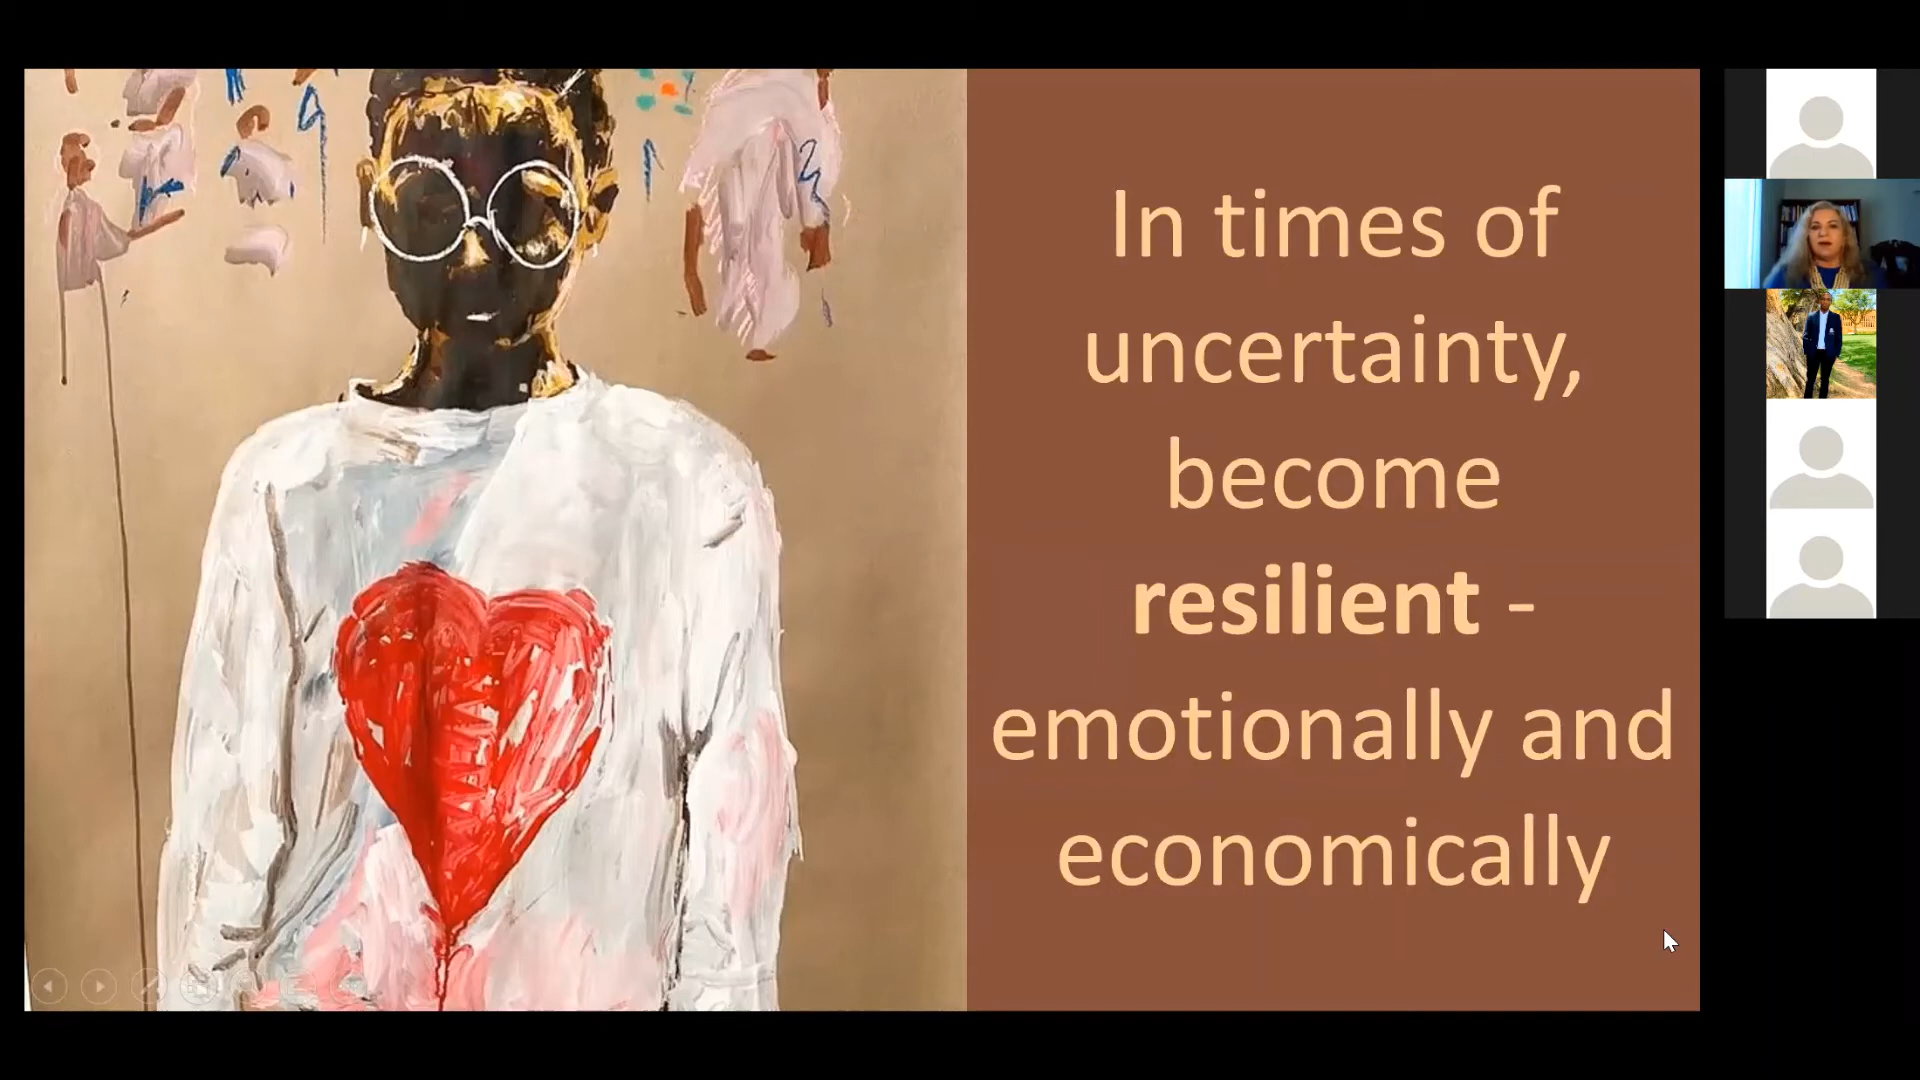 In times of
uncertainty,
become
resilient -
emotionally and
economically